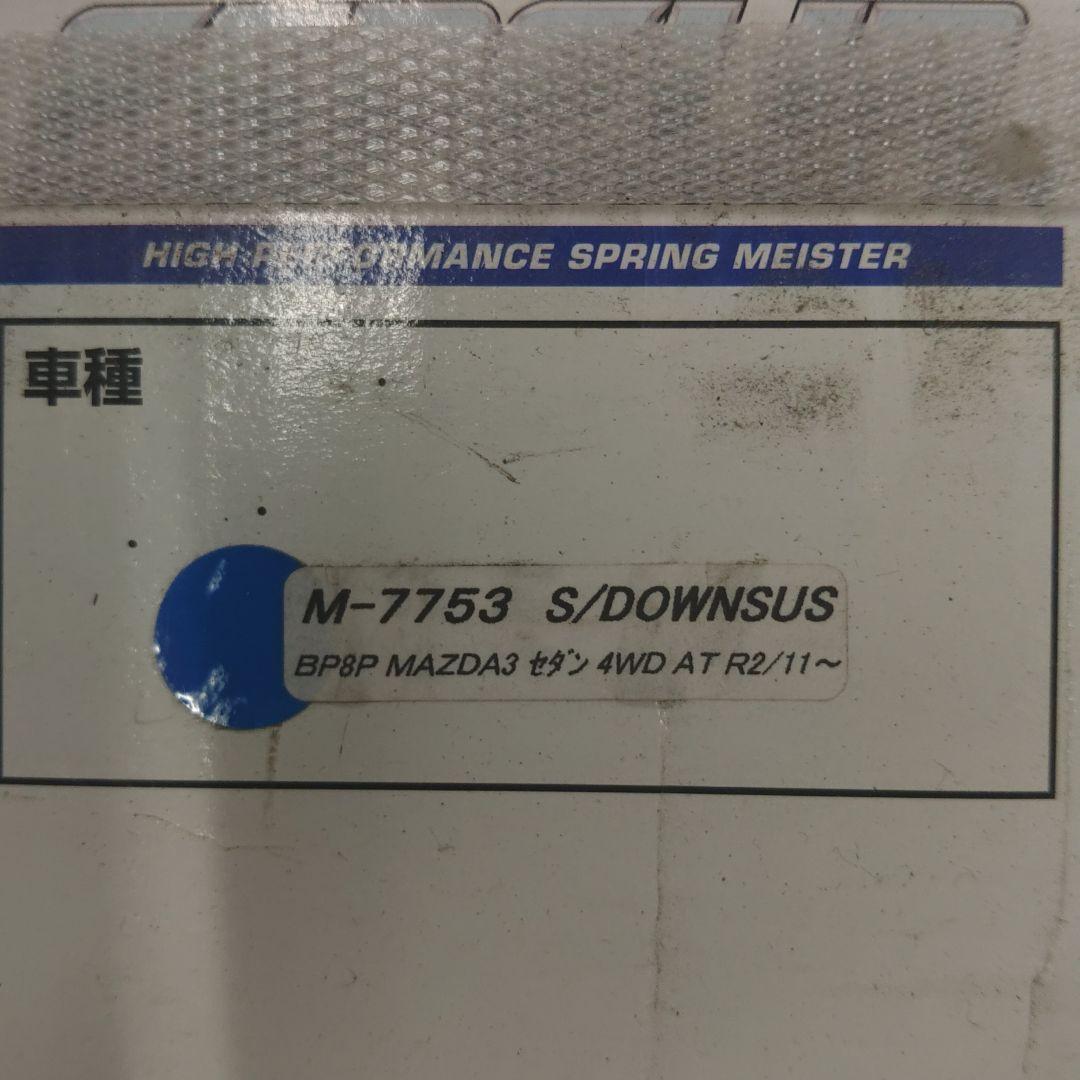 HIGH PERFORMANCE SPRING MEISTER
車種
M-7753 S/DOWNSUS
BP8P MAZDA3 ｾﾀﾞﾝ 4WD AT R2/11～